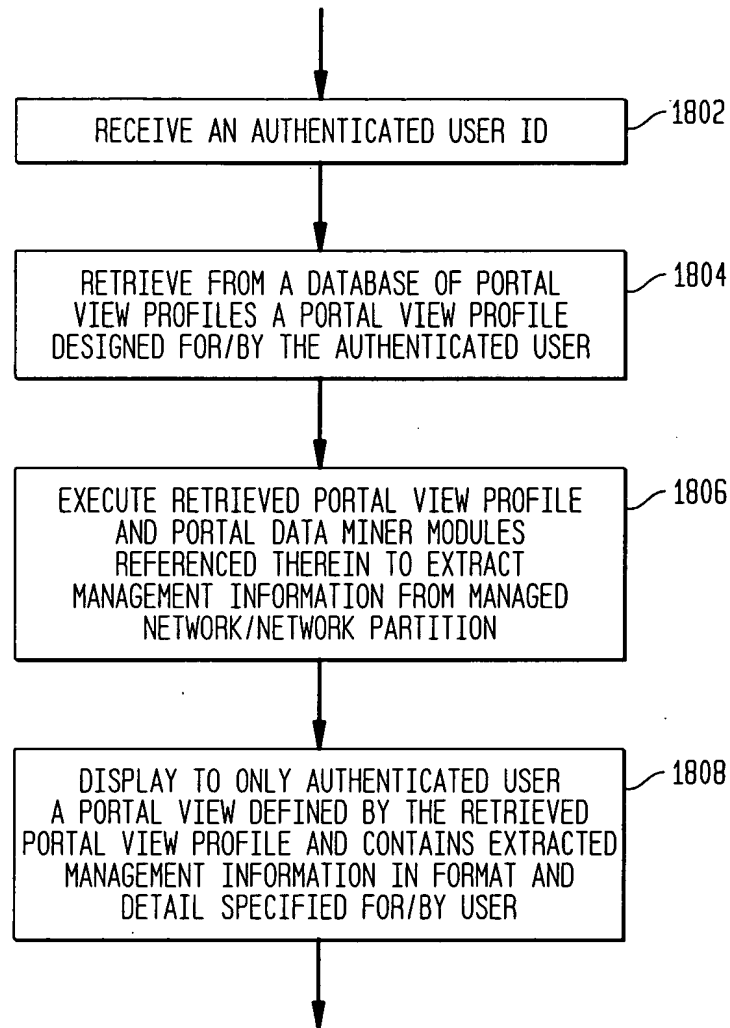 RECEIVE AN AUTHENTICATED USER ID
1802
RETRIEVE FROM A DATABASE OF PORTAL
VIEW PROFILES A PORTAL VIEW PROFILE
DESIGNED FOR/BY THE AUTHENTICATED USER
1804
EXECUTE RETRIEVED PORTAL VIEW PROFILE
AND PORTAL DATA MINER MODULES
REFERENCED THEREIN TO EXTRACT
MANAGEMENT INFORMATION FROM MANAGED
NETWORK/NETWORK PARTITION
1806
DISPLAY TO ONLY AUTHENTICATED USER
A PORTAL VIEW DEFINED BY THE RETRIEVED
PORTAL VIEW PROFILE AND CONTAINS EXTRACTED
MANAGEMENT INFORMATION IN FORMAT AND
DETAIL SPECIFIED FOR/BY USER
1808